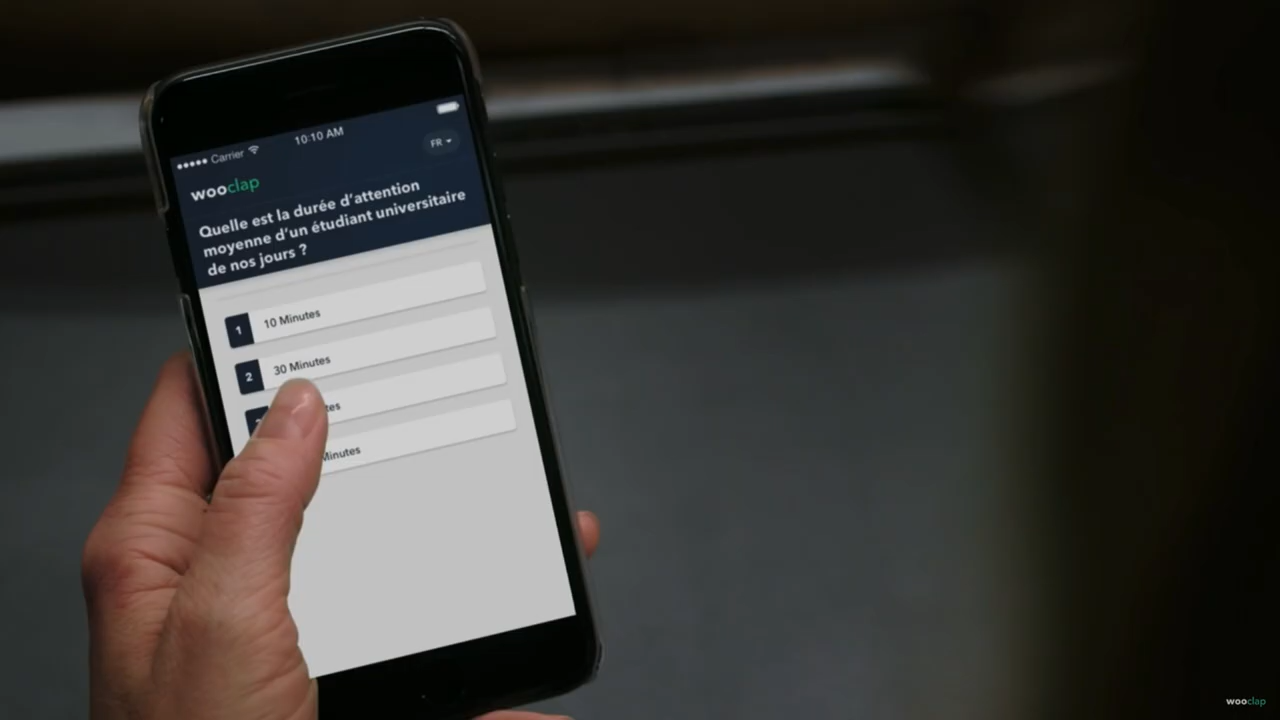 Carrier 10:10 AM
FR
wooclap
Quelle est la durée d'attention
moyenne d'un étudiant universitaire
de nos jours ?
1 10 Minutes
2 30 Minutes
Minutes
wooclap